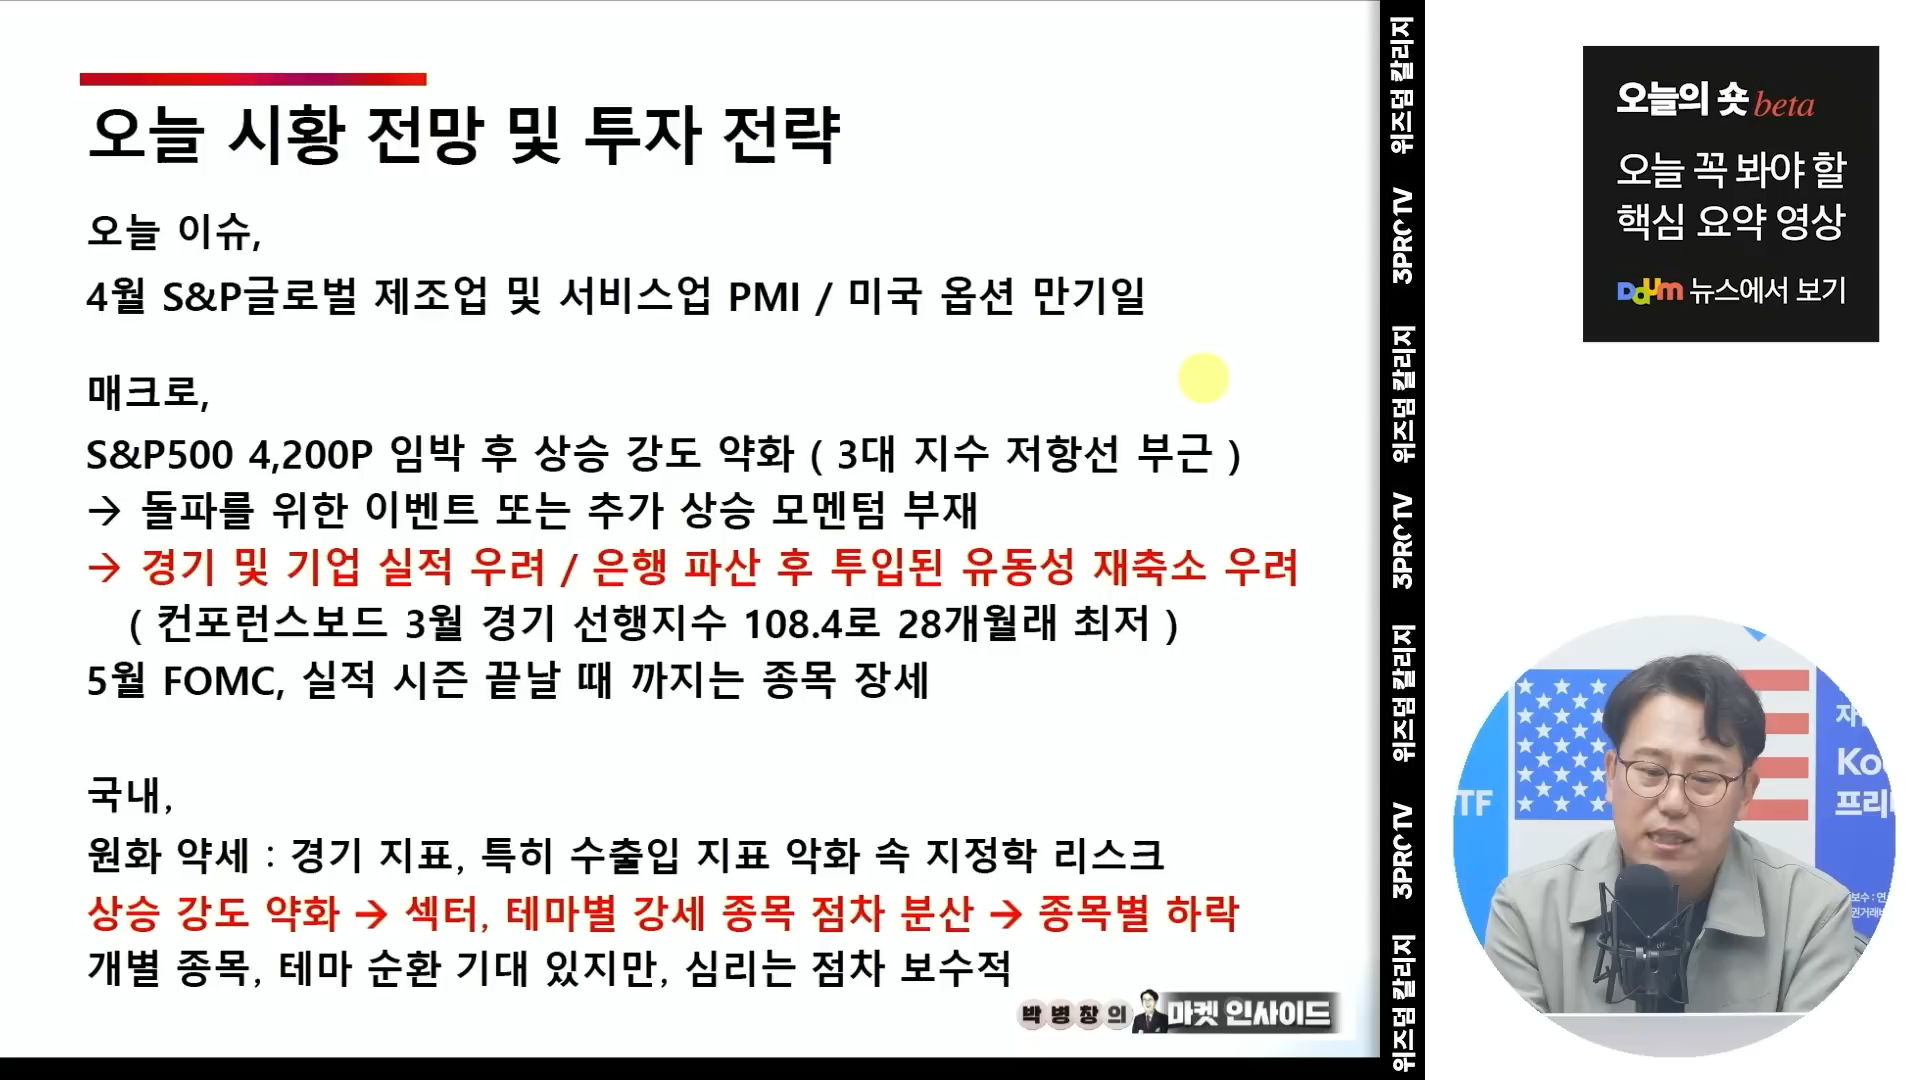 오늘 시황 전망 및 투자 전략
오늘 이슈,
4월 S&P글로벌 제조업 및 서비스업 PMI / 미국 옵션 만기일
매크로,
S&P500 4,200P 임박 후 상승 강도 약화 ( 3대 지수 저항선 부근 )
→ 돌파를 위한 이벤트 또는 추가 상승 모멘텀 부재
→ 경기 및 기업 실적 우려 / 은행 파산 후 투입된 유동성 재축소 우려
( 컨포런스보드 3월 경기 선행지수 108.4로 28개월래 최저 )
5월 FOMC, 실적 시즌 끝날 때 까지는 종목 장세
국내,
원화 약세 : 경기 지표, 특히 수출입 지표 악화 속 지정학 리스크
상승 강도 약화 → 섹터, 테마별 강세 종목 점차 분산 → 종목별 하락
개별 종목, 테마 순환 기대 있지만, 심리는 점차 보수적
박병창의 마켓 인사이드
위즈덤 칼리지
3PROTV
위즈덤 칼리지
3PROTV
위즈덤 칼리지
3PROTV
위즈덤 칼리지
오늘의 숏 beta
오늘 꼭 봐야 할
핵심 요약 영상
Daum 뉴스에서 보기
TF
자
Ko
프리
보수 : 연
권거래비